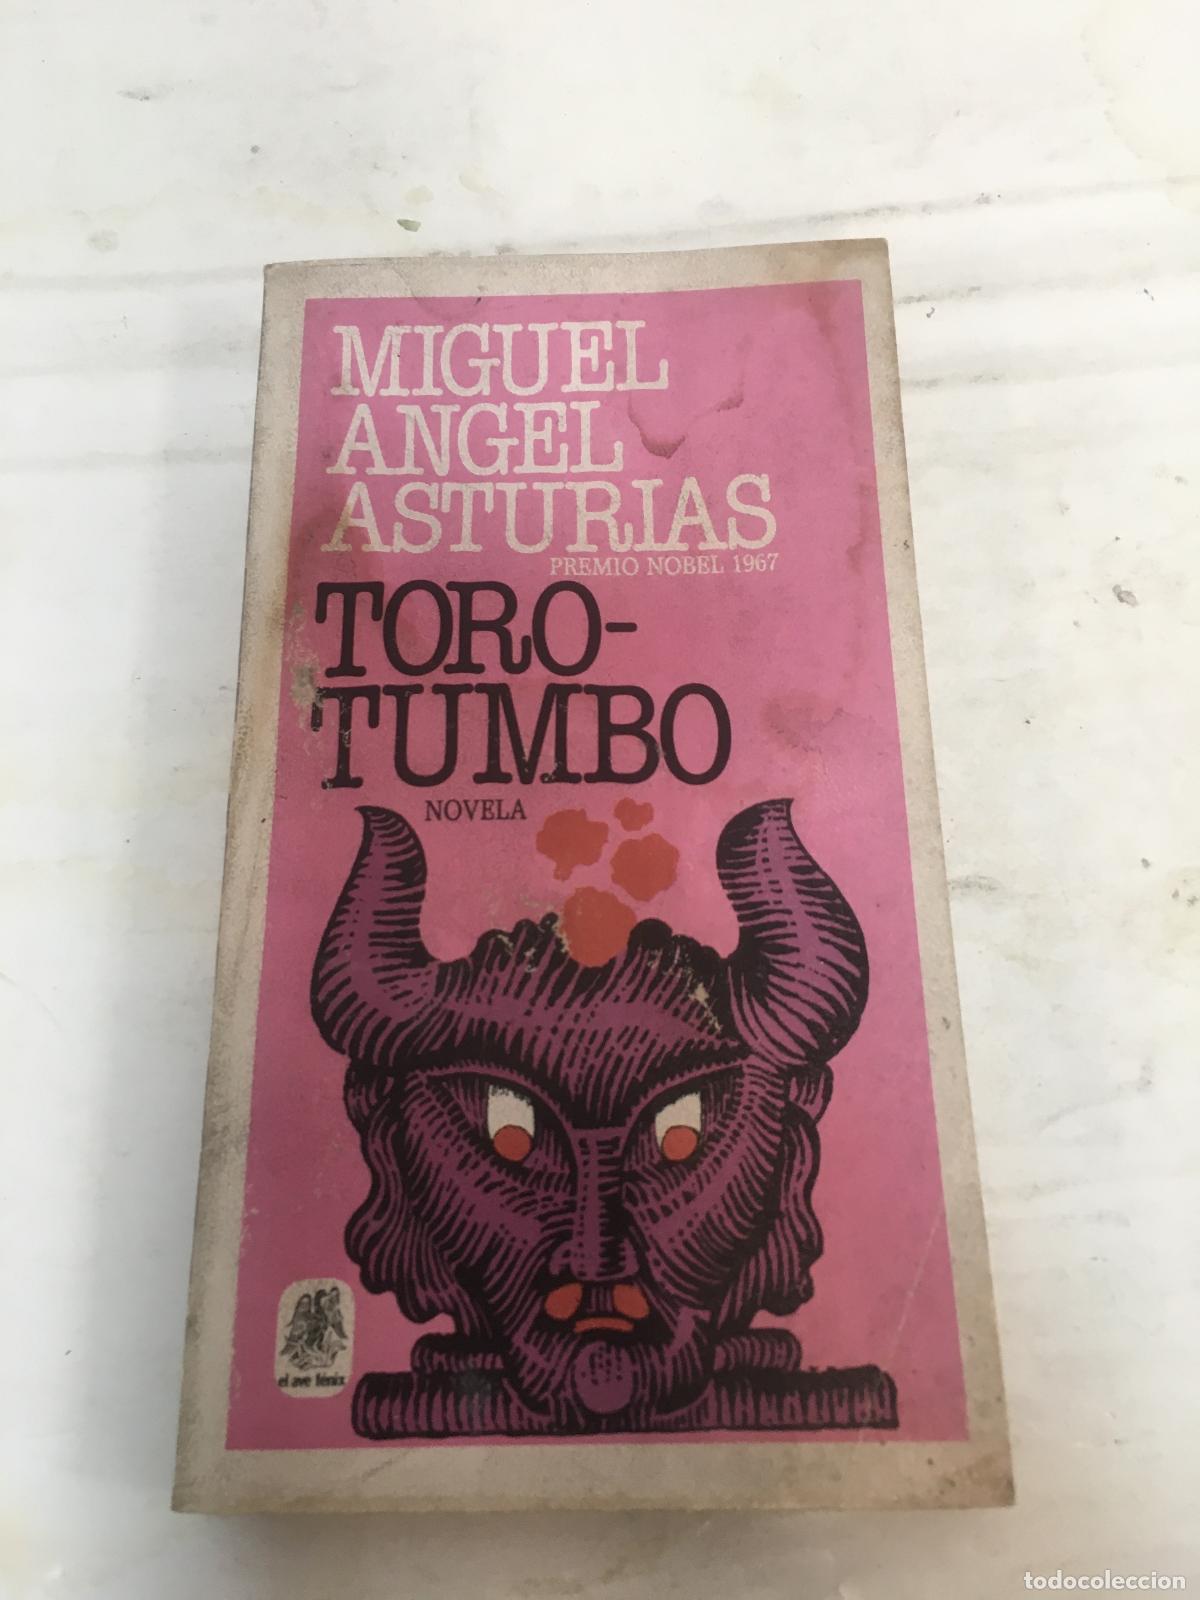 MIGUEL
ANGEL
ASTURIAS
PREMIO NOBEL 1967
TORO-
TUMBO
NOVELA
el ave fénix
todocoleccion